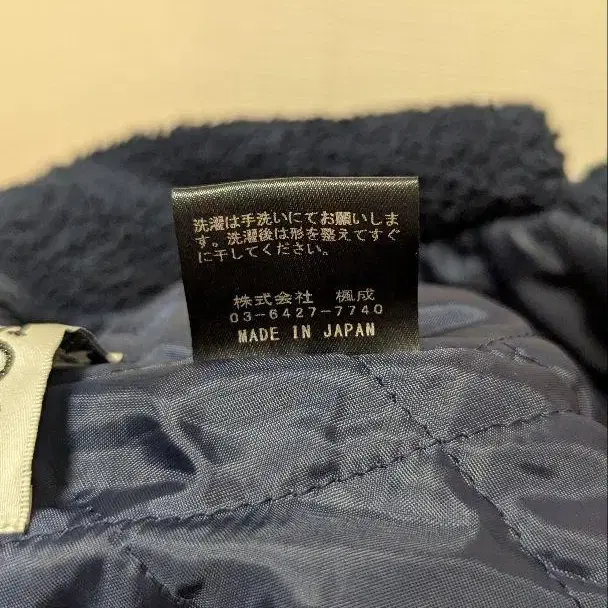 洗濯は手洗いにてお願いしま
す。洗濯後は形を整えてすぐ
に干してください。
株式会社 楓成
03-6427-7740
MADE IN JAPAN